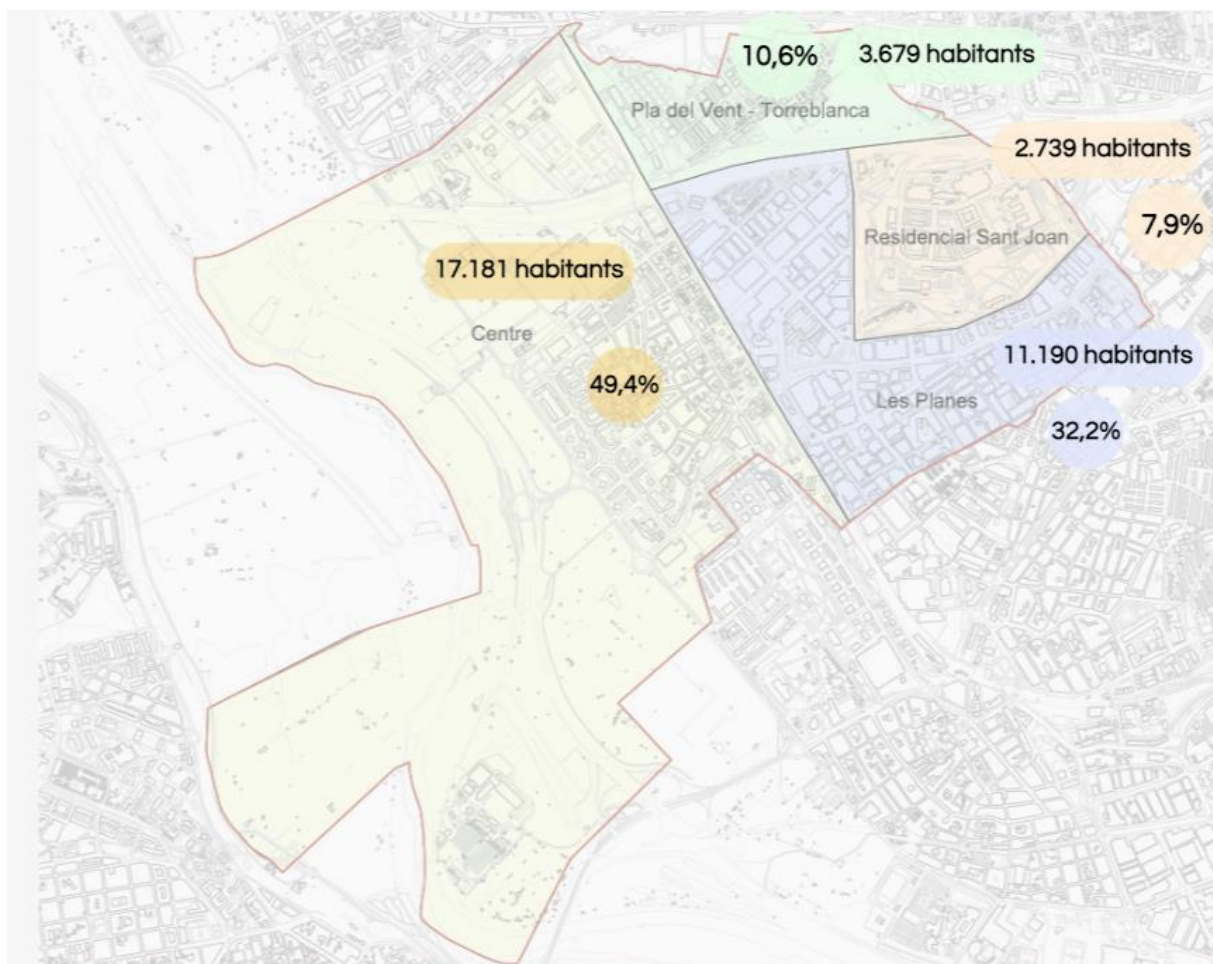 10,6%
3.679 habitants
Pla del Vent - Torreblanca
2.739 habitants
7,9%
Residencial Sant Joan
17.181 habitants
Centre
11.190 habitants
49,4%
Les Planes
32,2%